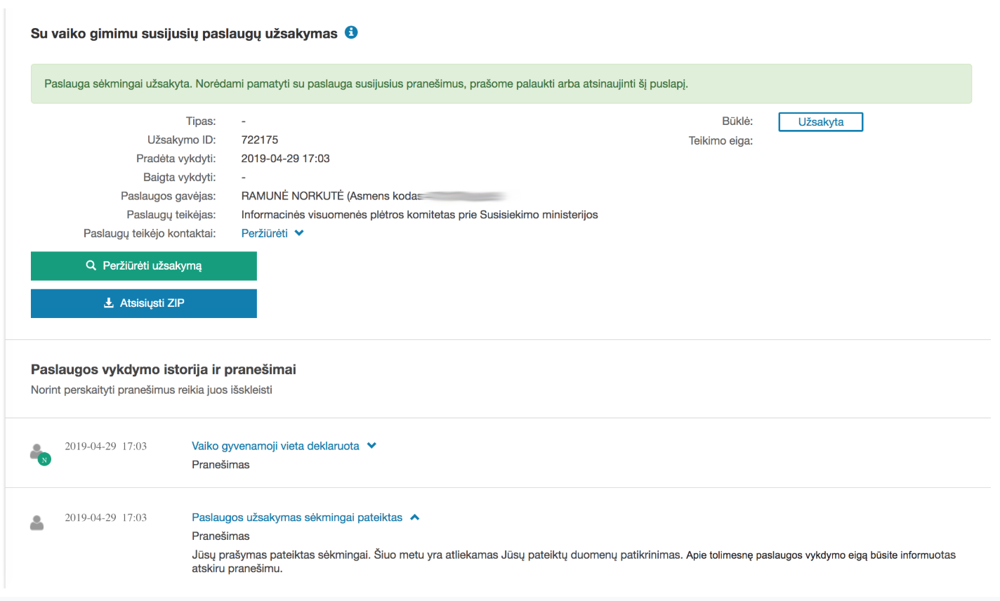 Su vaiko gimimu susijusių paslaugų užsakymas
Paslauga sėkmingai užsakyta. Norėdami pamatyti su paslauga susijusius pranešimus, prašome palaukti arba atsinaujinti šį puslapį.
Tipas: -
Būklė: Užsakyta
Užsakymo ID: 722175
Teikimo eiga:
Pradėta vykdyti: 2019-04-29 17:03
Baigta vykdyti: -
Paslaugos gavėjas: RAMUNĖ NORKUTĖ (Asmens kodas
Paslaugų teikėjas: Informacinės visuomenės plėtros komitetas prie Susisiekimo ministerijos
Paslaugų teikėjo kontaktai: Peržiūrėti
Peržiūrėti užsakymą
Atsisiųsti ZIP
Paslaugos vykdymo istorija ir pranešimai
Norint perskaityti pranešimus reikia juos išskleisti
N
2019-04-29 17:03 Vaiko gyvenamoji vieta deklaruota
Pranešimas
2019-04-29 17:03 Paslaugos užsakymas sėkmingai pateiktas
Pranešimas
Jūsų prašymas pateiktas sėkmingai. Šiuo metu yra atliekamas Jūsų pateiktų duomenų patikrinimas. Apie tolimesnę paslaugos vykdymo eigą būsite informuotas
atskiru pranešimu.